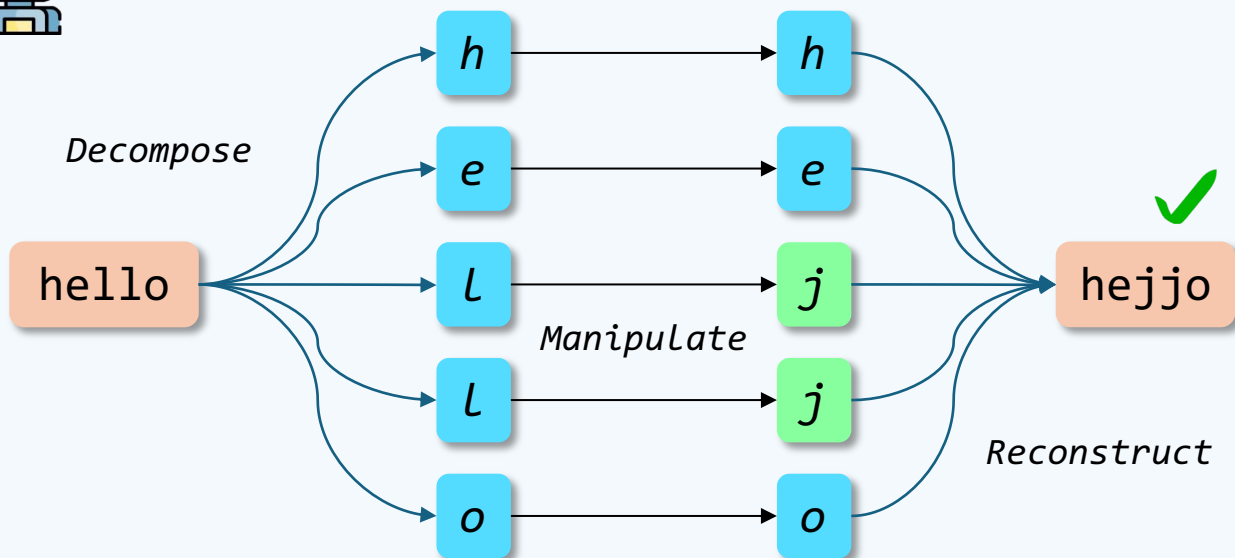 h h
Decompose
e e
hello l j hejjo
Manipulate
l j
Reconstruct
o o